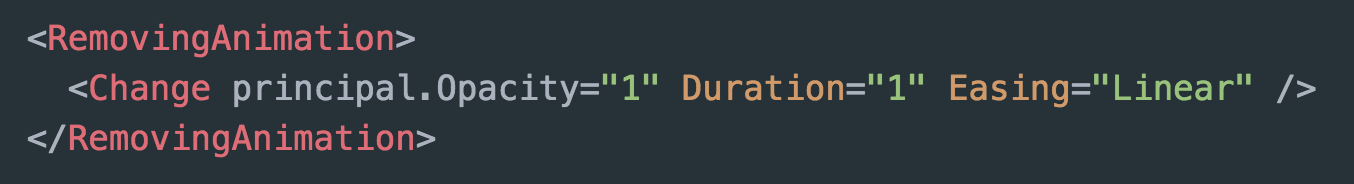 <RemovingAnimation>
  <Change principal.Opacity="1" Duration="1" Easing="Linear" />
</RemovingAnimation>